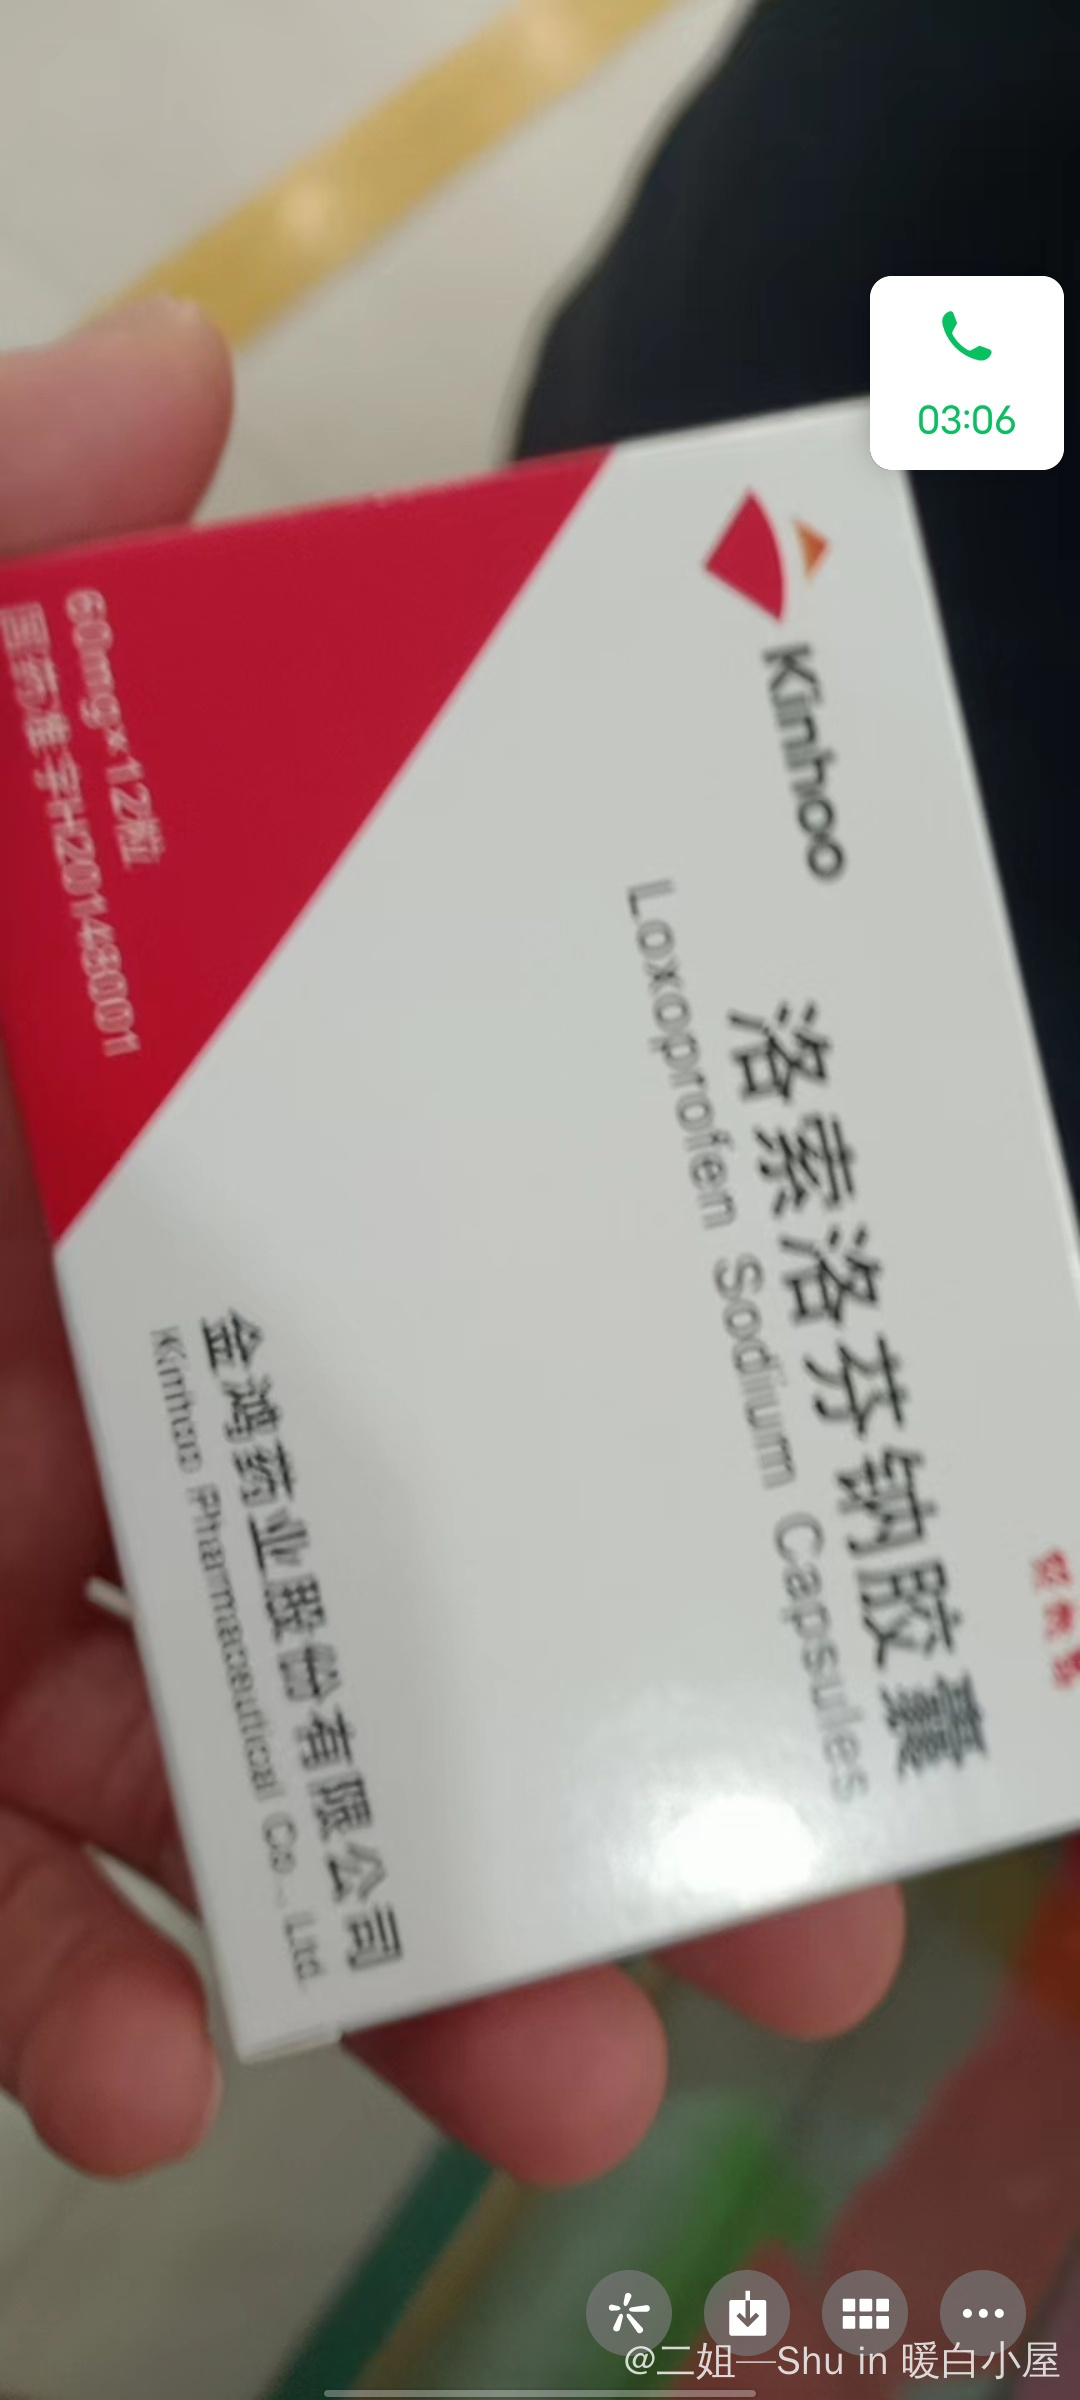 03:06
Kinhoo
洛索洛芬钠胶囊
Loxoprofen Sodium Capsules
60mg×12粒
国药准字H20143001
金鸿药业股份有限公司
Kinhoo Pharmaceutical Co., Ltd.
@二姐—Shu in 暖白小屋